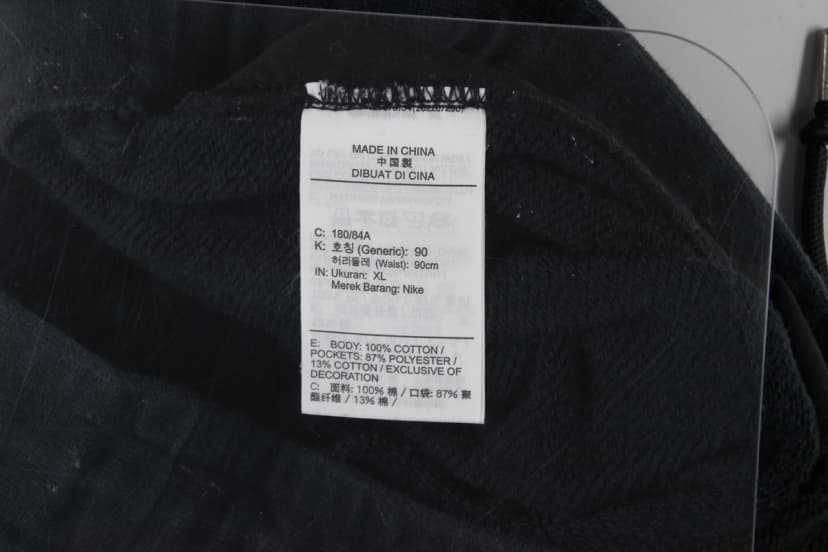 MADE IN CHINA
中国製
DIBUAT DI CINA
C: 180/84A
K: 호칭 (Generic): 90
허리둘레 (Waist): 90cm
IN: Ukuran: XL
Merek Barang: Nike
E: BODY: 100% COTTON /
POCKETS: 87% POLYESTER /
13% COTTON / EXCLUSIVE OF
DECORATION
C: 面料: 100% 棉 / 口袋: 87% 聚
酯纤维 / 13% 棉 /